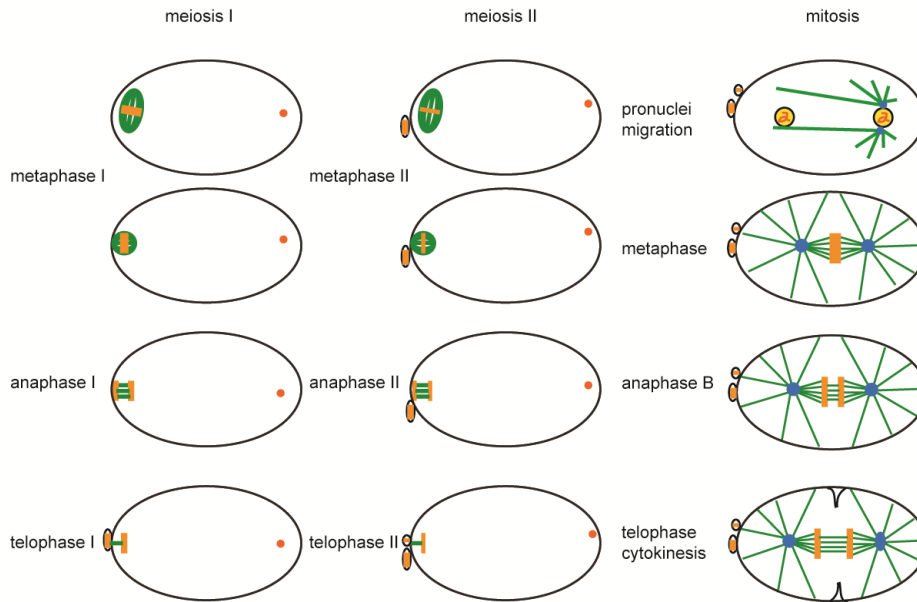 meiosis I
meiosis II
mitosis
pronuclei
migration
metaphase I
metaphase II
metaphase
anaphase I
anaphase II
anaphase B
telophase I
telophase II
telophase
cytokinesis